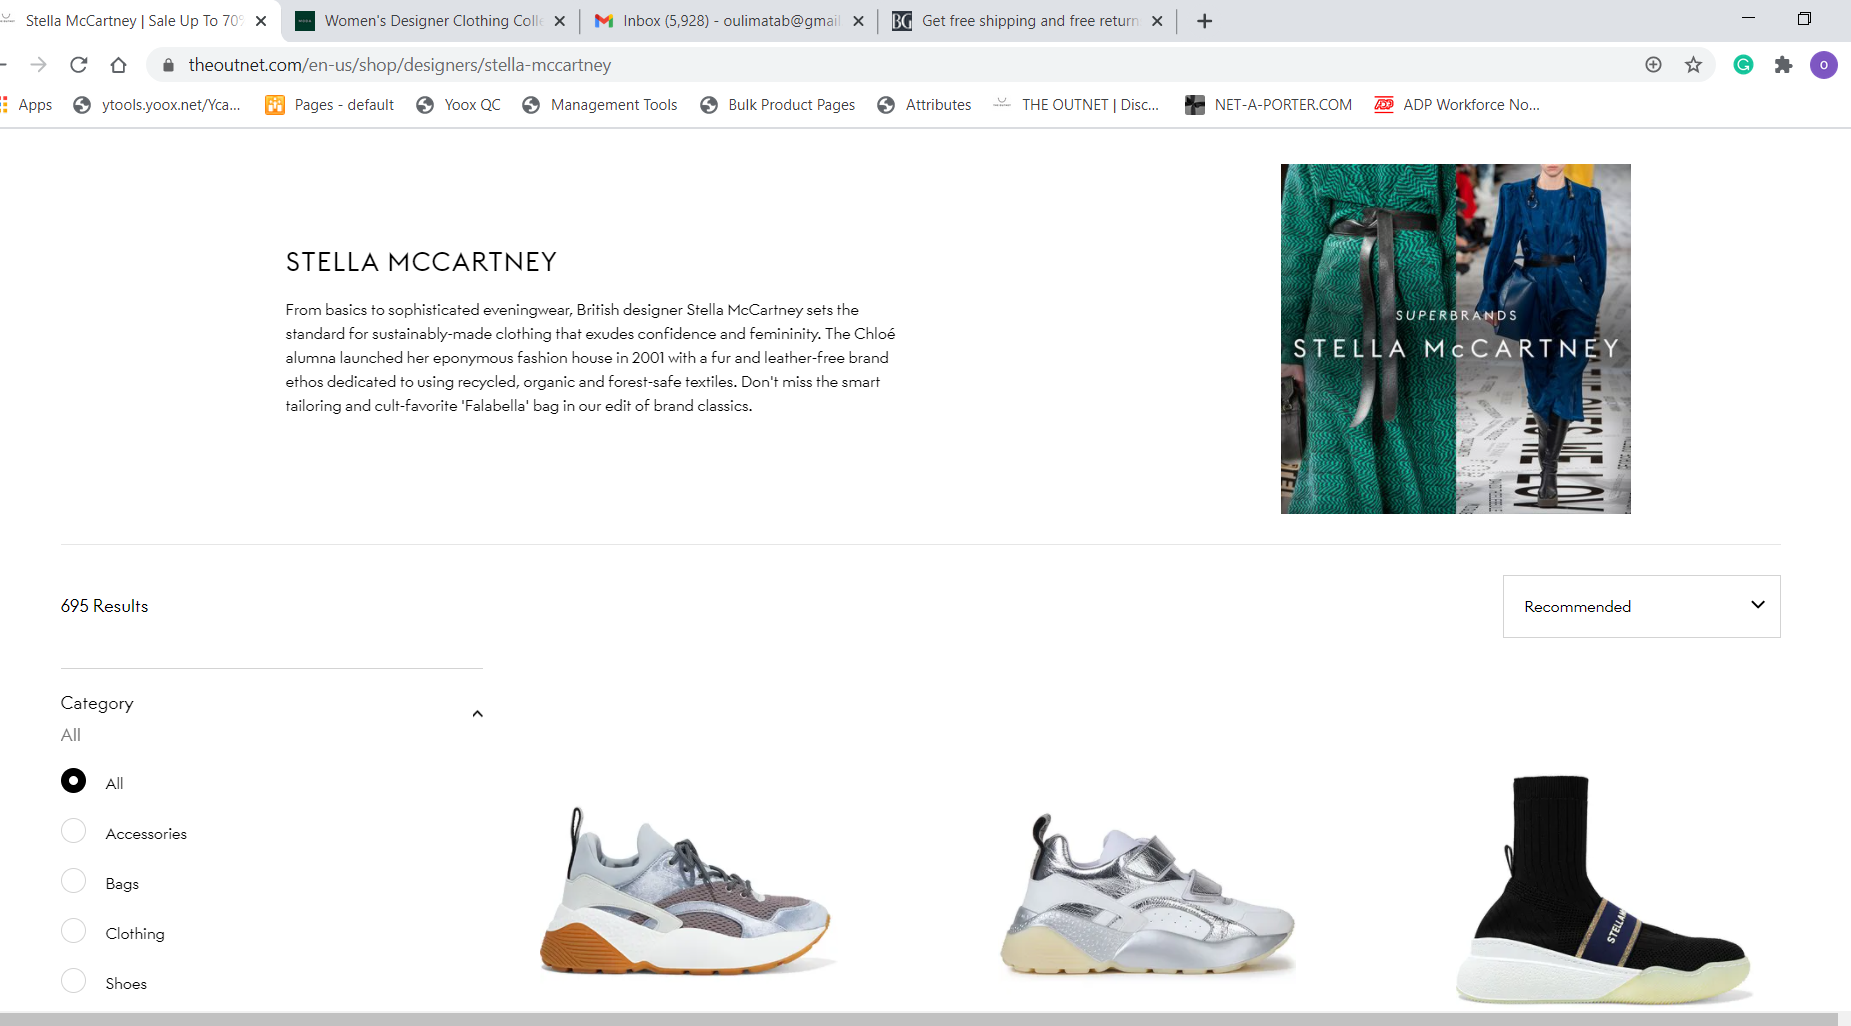 Stella McCartney | Sale Up To 70%
Women's Designer Clothing Colle
Inbox (5,928) - oulimatab@gmail
BG
Get free shipping and free return
theoutnet.com/en-us/shop/designers/stella-mccartney
G
O
Apps
ytools.yoox.net/Yca...
Pages - default
Yoox QC
Management Tools
Bulk Product Pages
Attributes
THE OUTNET | Disc...
NET-A-PORTER.COM
ADP
ADP Workforce No...
STELLA MCCARTNEY
From basics to sophisticated eveningwear, British designer Stella McCartney sets the
standard for sustainably-made clothing that exudes confidence and femininity. The Chloé
alumna launched her eponymous fashion house in 2001 with a fur and leather-free brand
ethos dedicated to using recycled, organic and forest-safe textiles. Don't miss the smart
tailoring and cult-favorite 'Falabella' bag in our edit of brand classics.
SUPERBRANDS
STELLA McCARTNEY
695 Results
Recommended
Category
All
All
Accessories
Bags
Clothing
Shoes